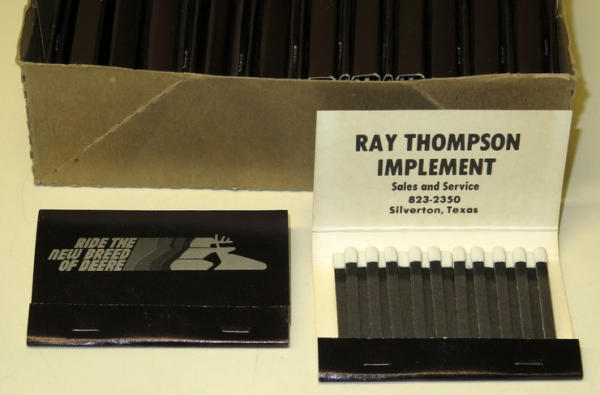 RAY THOMPSON
IMPLEMENT
Sales and Service
823-2350
Silverton, Texas
RIDE THE
NEW BREED
OF DEERE